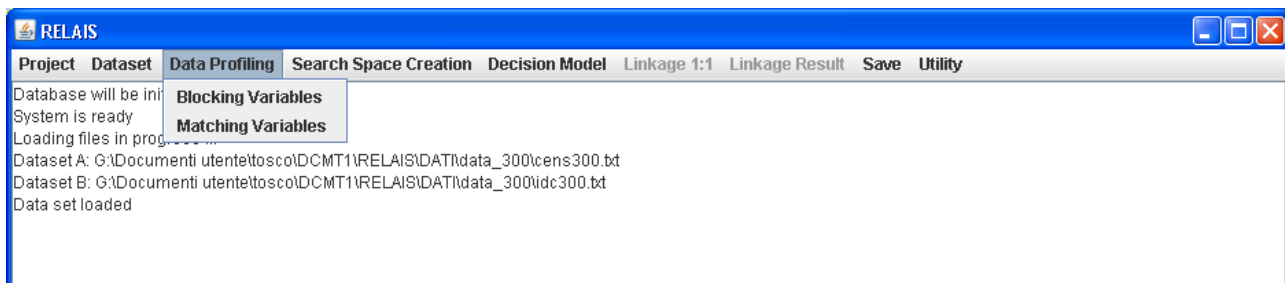 RELAIS
Project Dataset Data Profiling Search Space Creation Decision Model Linkage 1:1 Linkage Result Save Utility
Blocking Variables
Matching Variables
Database will be ini
System is ready
Loading files in prog
Dataset A: G:\Documenti utente\tosco\DCMT1\RELAIS\DATI\data_300\cens300.txt
Dataset B: G:\Documenti utente\tosco\DCMT1\RELAIS\DATI\data_300\idc300.txt
Data set loaded